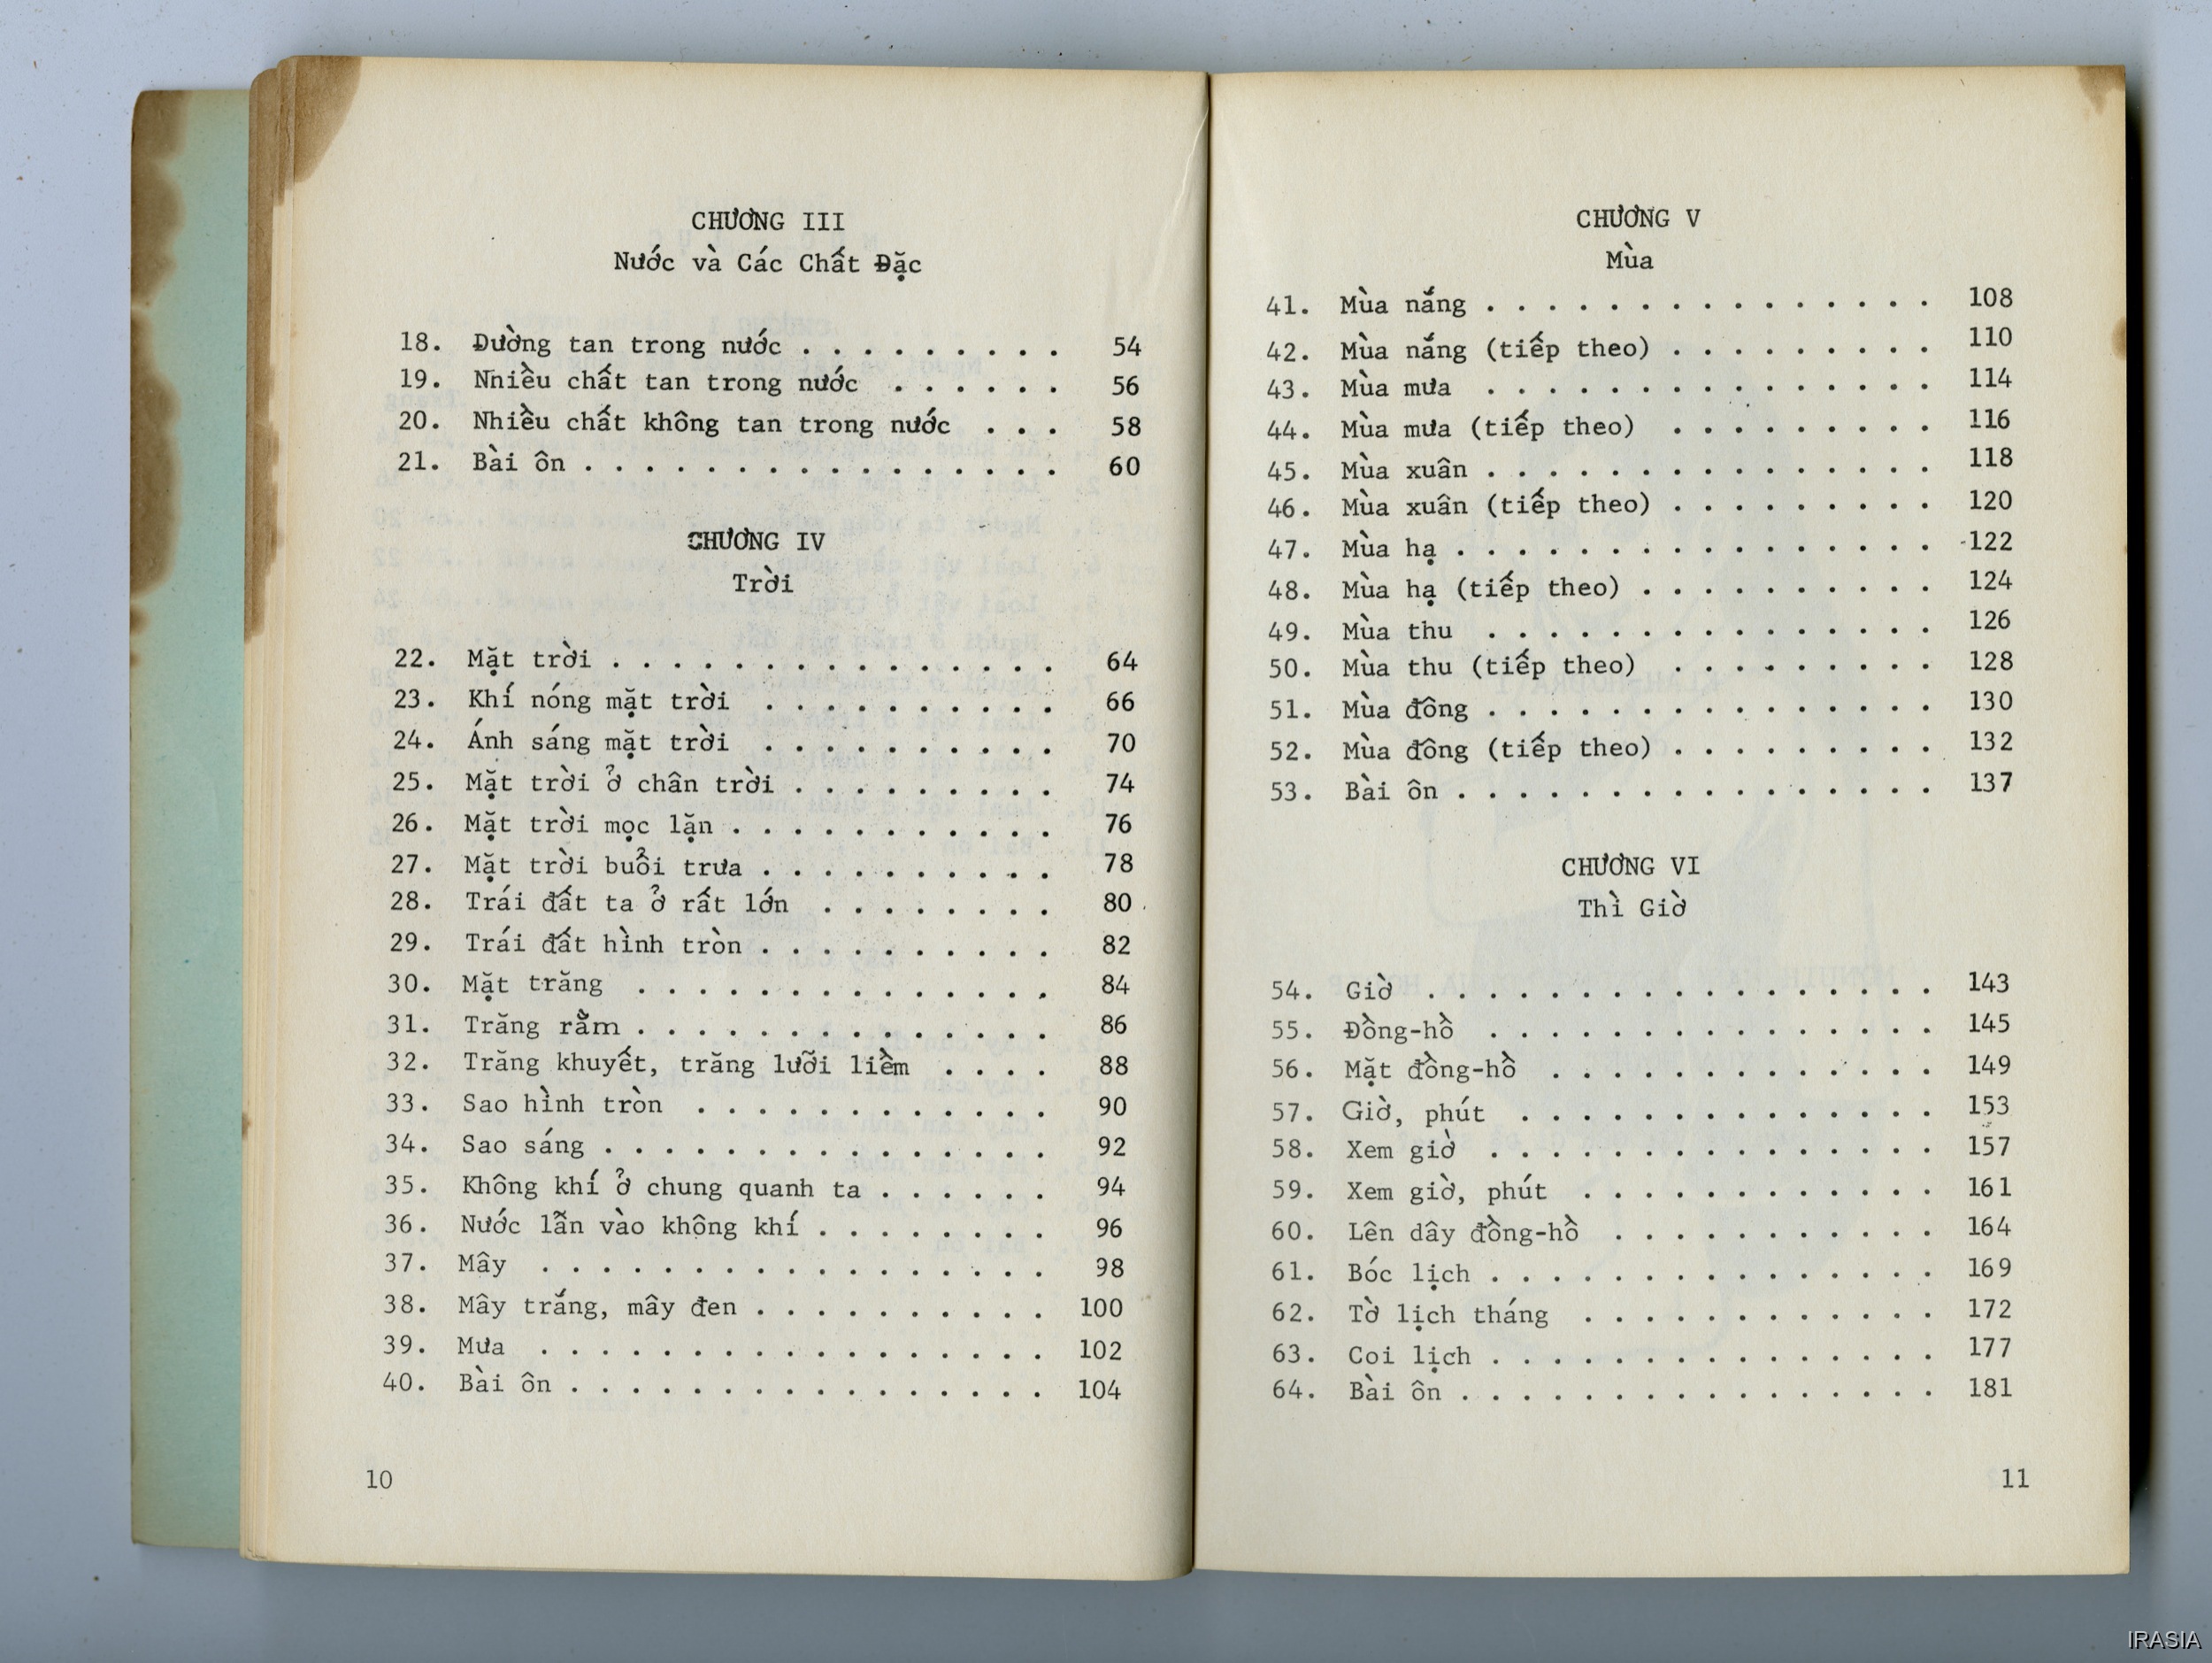 CHƯƠNG III
Nước và Các Chất Đặc
18. Đường tan trong nước . . . . . . . . . 54
19. Nhiều chất tan trong nước . . . . . . 56
20. Nhiều chất không tan trong nước . . . 58
21. Bài ôn . . . . . . . . . . . . . . . . 60
CHƯƠNG IV
Trời
22. Mặt trời . . . . . . . . . . . . . . . 64
23. Khí nóng mặt trời . . . . . . . . . . 66
24. Ánh sáng mặt trời . . . . . . . . . . 70
25. Mặt trời ở chân trời . . . . . . . . . 74
26. Mặt trời mọc lặn . . . . . . . . . . . 76
27. Mặt trời buổi trưa . . . . . . . . . . 78
28. Trái đất ta ở rất lớn . . . . . . . . 80
29. Trái đất hình tròn . . . . . . . . . . 82
30. Mặt trăng . . . . . . . . . . . . . . 84
31. Trăng rằm . . . . . . . . . . . . . . 86
32. Trăng khuyết, trăng lưỡi liềm . . . . 88
33. Sao hình tròn . . . . . . . . . . . . 90
34. Sao sáng . . . . . . . . . . . . . . . 92
35. Không khí ở chung quanh ta . . . . . . 94
36. Nước lẫn vào không khí . . . . . . . . 96
37. Mây . . . . . . . . . . . . . . . . . 98
38. Mây trắng, mây đen . . . . . . . . . . 100
39. Mưa . . . . . . . . . . . . . . . . . 102
40. Bài ôn . . . . . . . . . . . . . . . . 104
10
CHƯƠNG V
Mùa
41. Mùa nắng . . . . . . . . . . . . . . . 108
42. Mùa nắng (tiếp theo) . . . . . . . . . 110
43. Mùa mưa . . . . . . . . . . . . . . . 114
44. Mùa mưa (tiếp theo) . . . . . . . . . 116
45. Mùa xuân . . . . . . . . . . . . . . . 118
46. Mùa xuân (tiếp theo) . . . . . . . . . 120
47. Mùa hạ . . . . . . . . . . . . . . . . 122
48. Mùa hạ (tiếp theo) . . . . . . . . . . 124
49. Mùa thu . . . . . . . . . . . . . . . 126
50. Mùa thu (tiếp theo) . . . . . . . . . 128
51. Mùa đông . . . . . . . . . . . . . . . 130
52. Mùa đông (tiếp theo) . . . . . . . . . 132
53. Bài ôn . . . . . . . . . . . . . . . . 137
CHƯƠNG VI
Thì Giờ
54. Giờ . . . . . . . . . . . . . . . . . 143
55. Đồng-hồ . . . . . . . . . . . . . . . 145
56. Mặt đồng-hồ . . . . . . . . . . . . . 149
57. Giờ, phút . . . . . . . . . . . . . . 153
58. Xem giờ . . . . . . . . . . . . . . . 157
59. Xem giờ, phút . . . . . . . . . . . . 161
60. Lên dây đồng-hồ . . . . . . . . . . . 164
61. Bóc lịch . . . . . . . . . . . . . . . 169
62. Tờ lịch tháng . . . . . . . . . . . . 172
63. Coi lịch . . . . . . . . . . . . . . . 177
64. Bài ôn . . . . . . . . . . . . . . . . 181
11
IRASIA